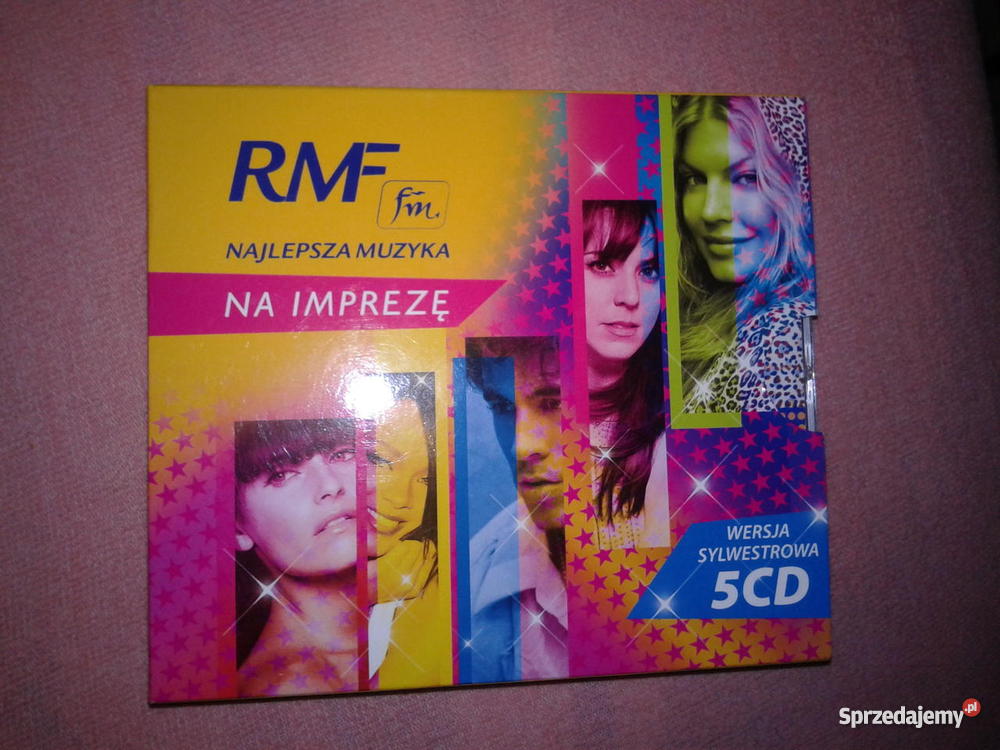 RMF
fm.
NAJLEPSZA MUZYKA
NA IMPREZĘ
WERSJA
SYLWESTROWA
5CD
Sprzedajemy.pl